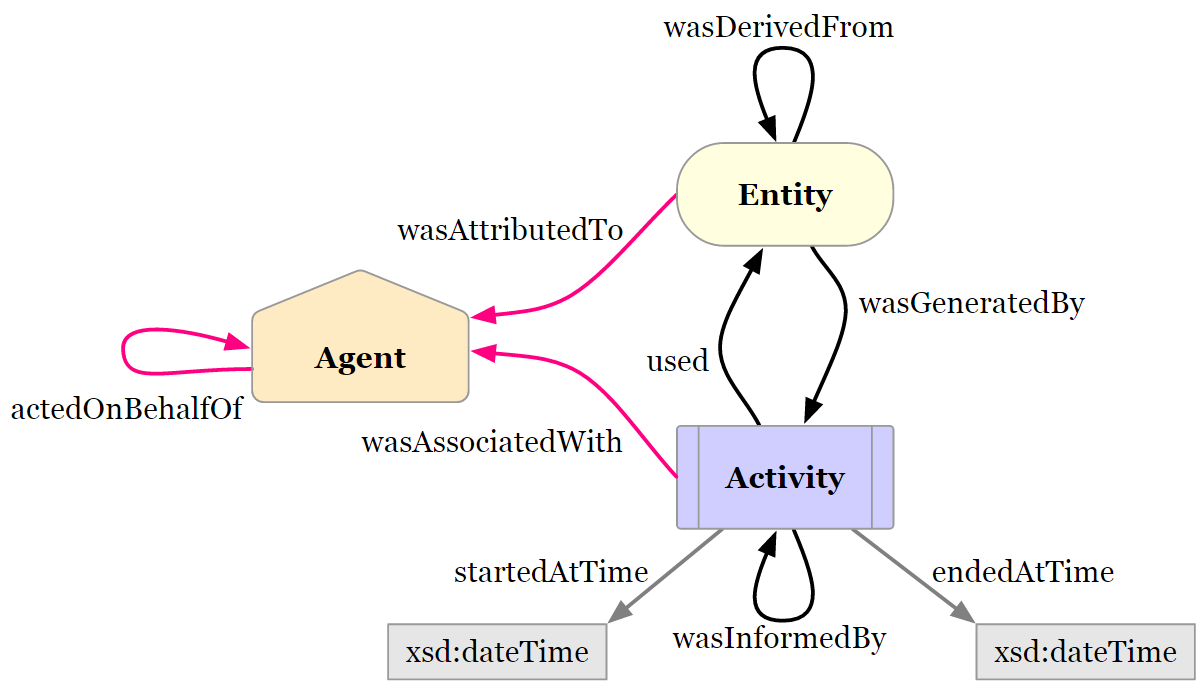 wasDerivedFrom
Entity
wasAttributedTo
wasGeneratedBy
Agent
used
actedOnBehalfOf
wasAssociatedWith
Activity
startedAtTime
endedAtTime
wasInformedBy
xsd:dateTime
xsd:dateTime